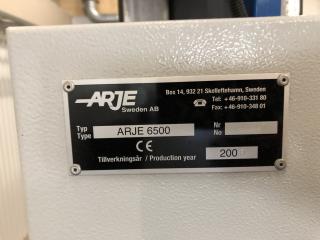 ARJE
Sweden AB
Box 14, 932 21 Skelleftehamn, Sweden
Tel: +46-910-331 80
Fax: +46-910-348 01
Typ
Type
ARJE 6500
Nr
No
CE
Tillverkningsår / Production year
200